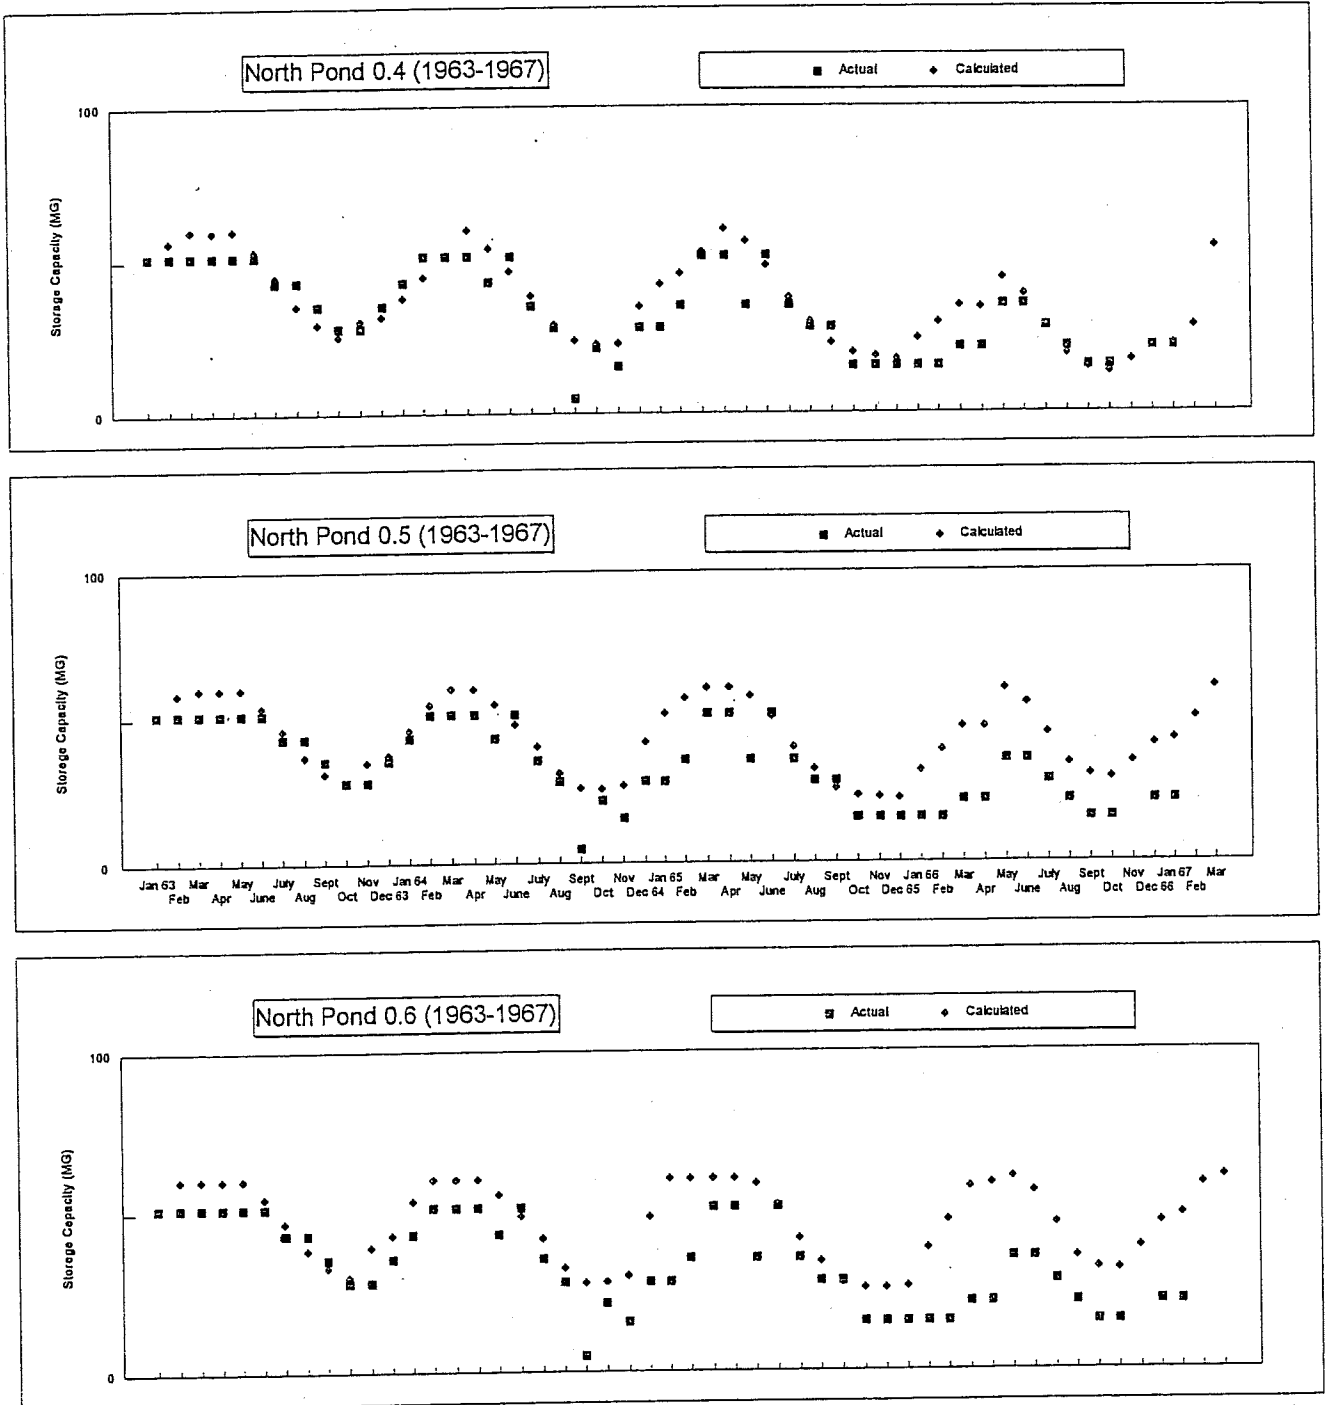 North Pond 0.4 (1963-1967)
Actual Calculated
100
Storage Capacity (MG)
0
North Pond 0.5 (1963-1967)
Actual Calculated
100
Storage Capacity (MG)
0
Jan 63 Mar May July Sept Nov Jan 64 Mar May July Sept Nov Jan 65 Mar May July Sept Nov Jan 66 Mar May July Sept Nov Jan 67 Mar
Feb Apr June Aug Oct Dec 63 Feb Apr June Aug Oct Dec 64 Feb Apr June Aug Oct Dec 65 Feb Apr June Aug Oct Dec 66 Feb
North Pond 0.6 (1963-1967)
Actual Calculated
100
Storage Capacity (MG)
0